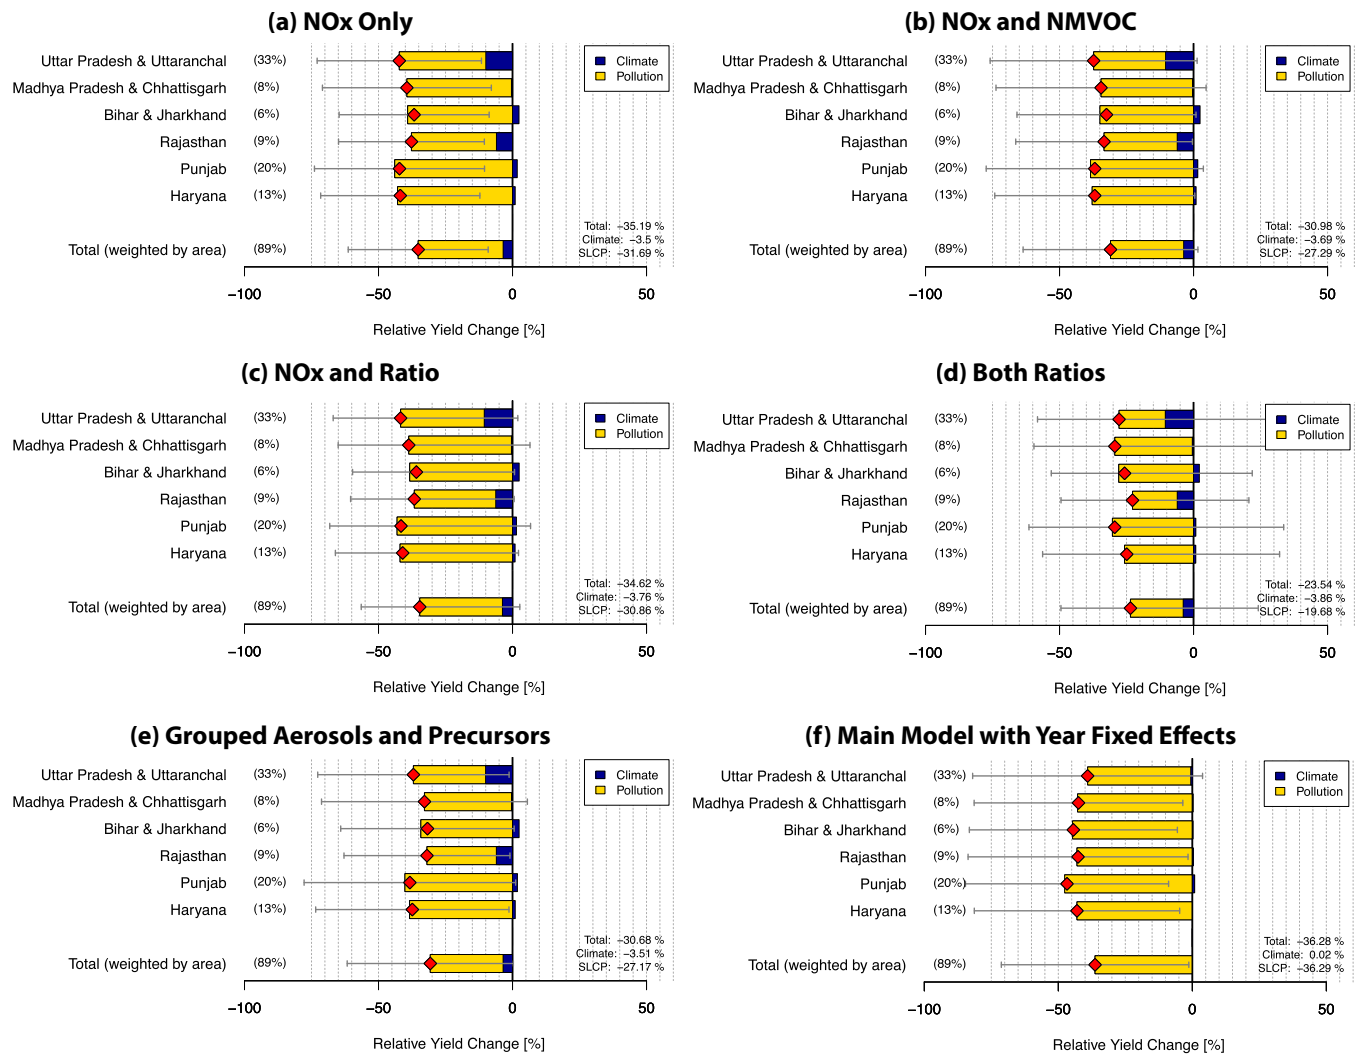 (a) NOx Only
Climate
Pollution
Uttar Pradesh & Uttaranchal (33%)
Madhya Pradesh & Chhattisgarh (8%)
Bihar & Jharkhand (6%)
Rajasthan (9%)
Punjab (20%)
Haryana (13%)
Total (weighted by area) (89%)
Total: −35.19 %
Climate: −3.5 %
SLCP: −31.69 %
−100 −50 0 50
Relative Yield Change [%]
(b) NOx and NMVOC
Climate
Pollution
Uttar Pradesh & Uttaranchal (33%)
Madhya Pradesh & Chhattisgarh (8%)
Bihar & Jharkhand (6%)
Rajasthan (9%)
Punjab (20%)
Haryana (13%)
Total (weighted by area) (89%)
Total: −30.98 %
Climate: −3.69 %
SLCP: −27.29 %
−100 −50 0 50
Relative Yield Change [%]
(c) NOx and Ratio
Climate
Pollution
Uttar Pradesh & Uttaranchal (33%)
Madhya Pradesh & Chhattisgarh (8%)
Bihar & Jharkhand (6%)
Rajasthan (9%)
Punjab (20%)
Haryana (13%)
Total (weighted by area) (89%)
Total: −34.62 %
Climate: −3.76 %
SLCP: −30.86 %
−100 −50 0 50
Relative Yield Change [%]
(d) Both Ratios
Climate
Pollution
Uttar Pradesh & Uttaranchal (33%)
Madhya Pradesh & Chhattisgarh (8%)
Bihar & Jharkhand (6%)
Rajasthan (9%)
Punjab (20%)
Haryana (13%)
Total (weighted by area) (89%)
Total: −23.54 %
Climate: −3.86 %
SLCP: −19.68 %
−100 −50 0 50
Relative Yield Change [%]
(e) Grouped Aerosols and Precursors
Climate
Pollution
Uttar Pradesh & Uttaranchal (33%)
Madhya Pradesh & Chhattisgarh (8%)
Bihar & Jharkhand (6%)
Rajasthan (9%)
Punjab (20%)
Haryana (13%)
Total (weighted by area) (89%)
Total: −30.68 %
Climate: −3.51 %
SLCP: −27.17 %
−100 −50 0 50
Relative Yield Change [%]
(f) Main Model with Year Fixed Effects
Climate
Pollution
Uttar Pradesh & Uttaranchal (33%)
Madhya Pradesh & Chhattisgarh (8%)
Bihar & Jharkhand (6%)
Rajasthan (9%)
Punjab (20%)
Haryana (13%)
Total (weighted by area) (89%)
Total: −36.28 %
Climate: 0.02 %
SLCP: −36.29 %
−100 −50 0 50
Relative Yield Change [%]